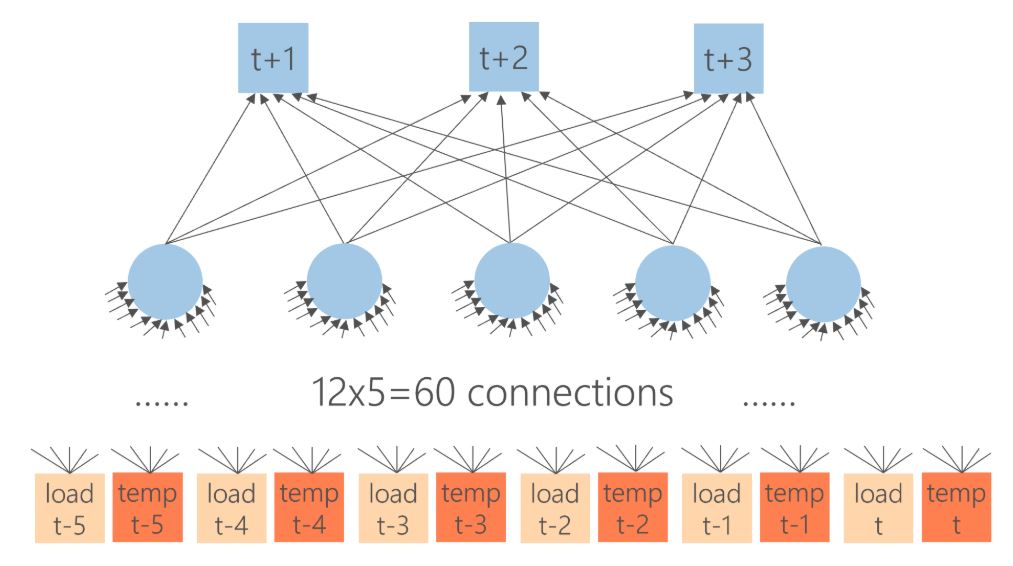 t+1 t+2 t+3
...... 12x5=60 connections ......
load temp load temp load temp load temp load temp load temp
t-5 t-5 t-4 t-4 t-3 t-3 t-2 t-2 t-1 t-1 t t